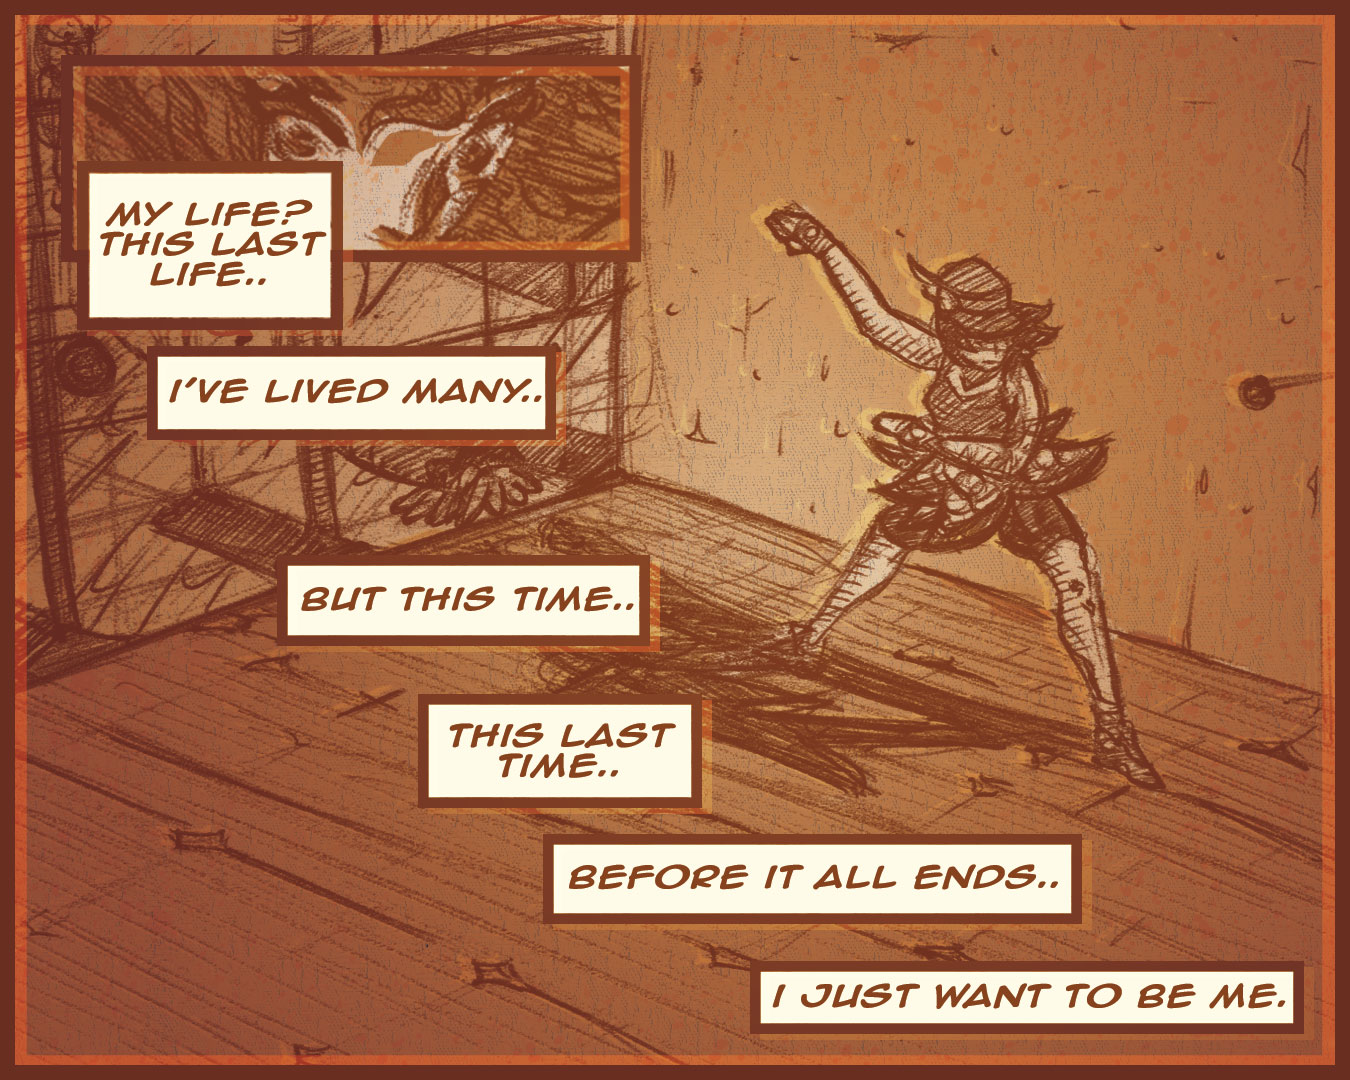 MY LIFE?
THIS LAST
LIFE..
I'VE LIVED MANY..
BUT THIS TIME..
THIS LAST
TIME..
BEFORE IT ALL ENDS..
I JUST WANT TO BE ME.